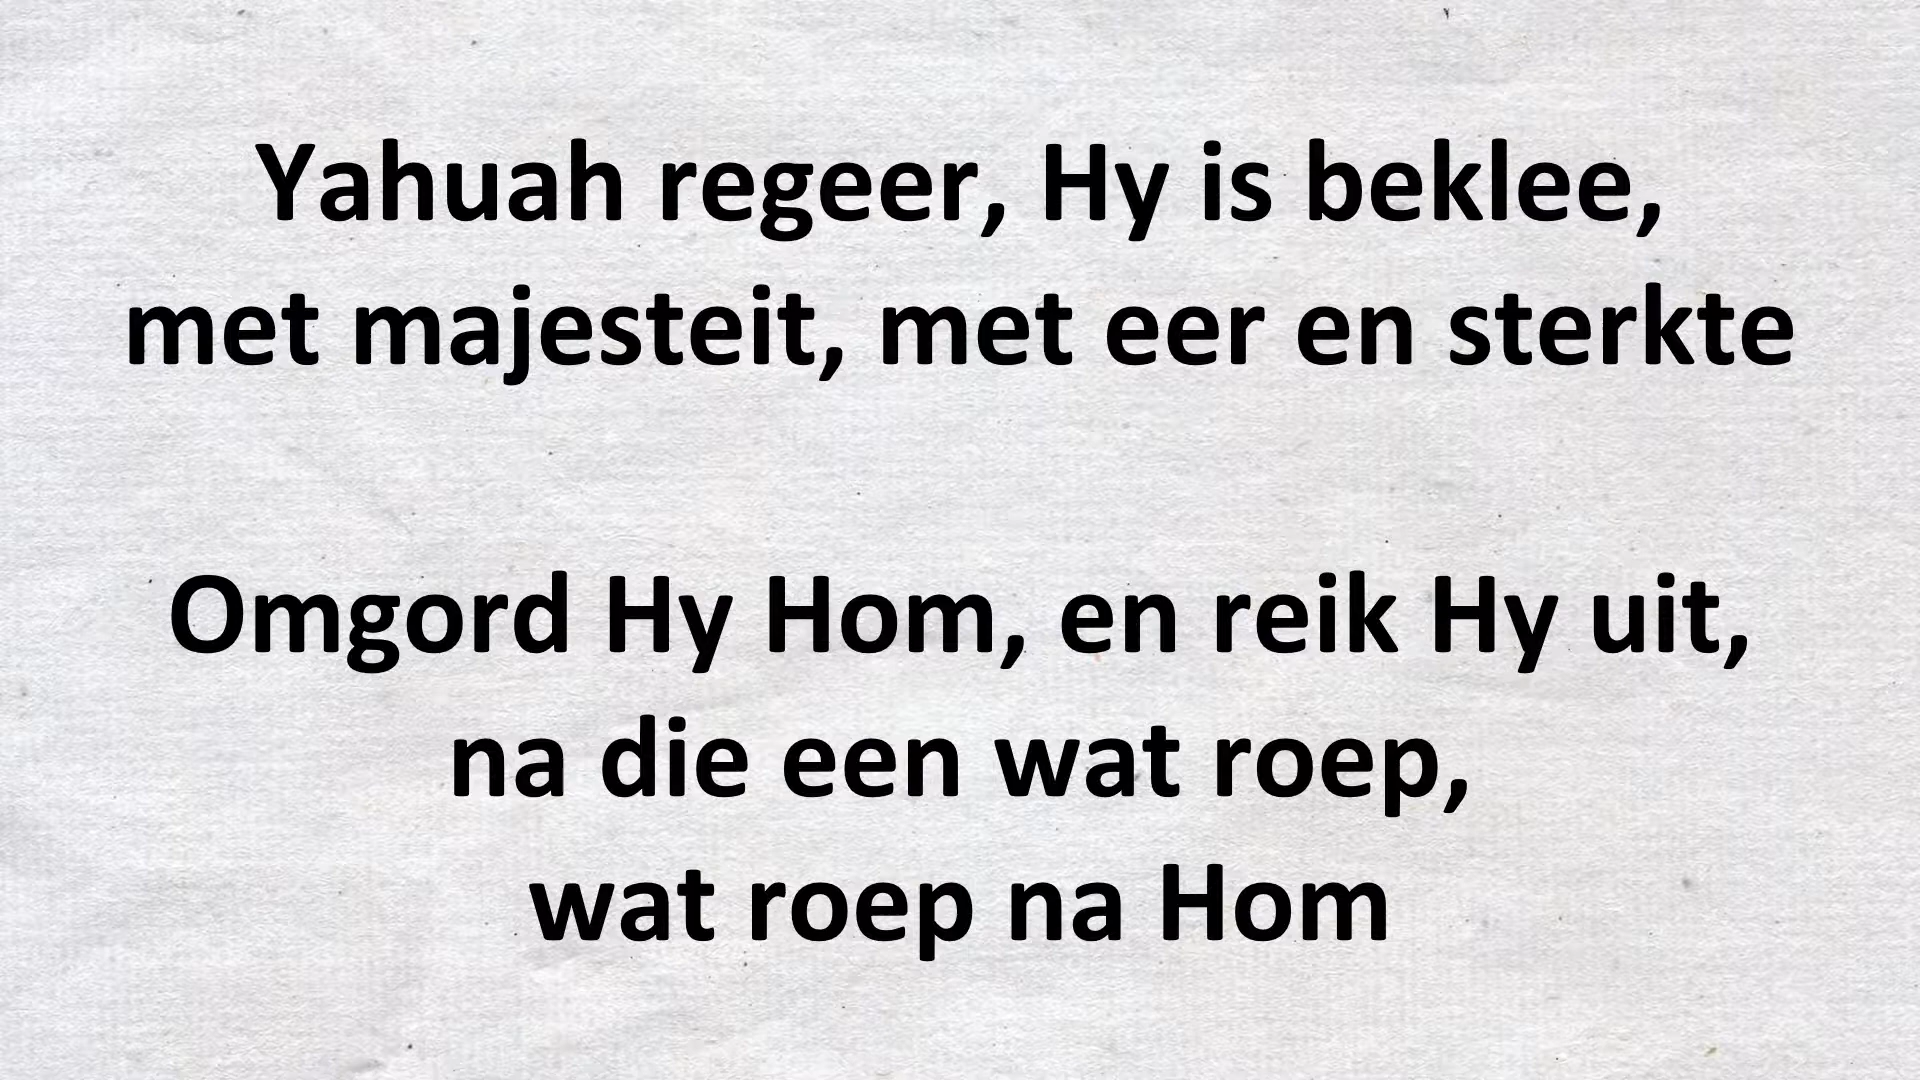 Yahuah regeer, Hy is beklee,
met majesteit, met eer en sterkte
Omgord Hy Hom, en reik Hy uit,
na die een wat roep,
wat roep na Hom